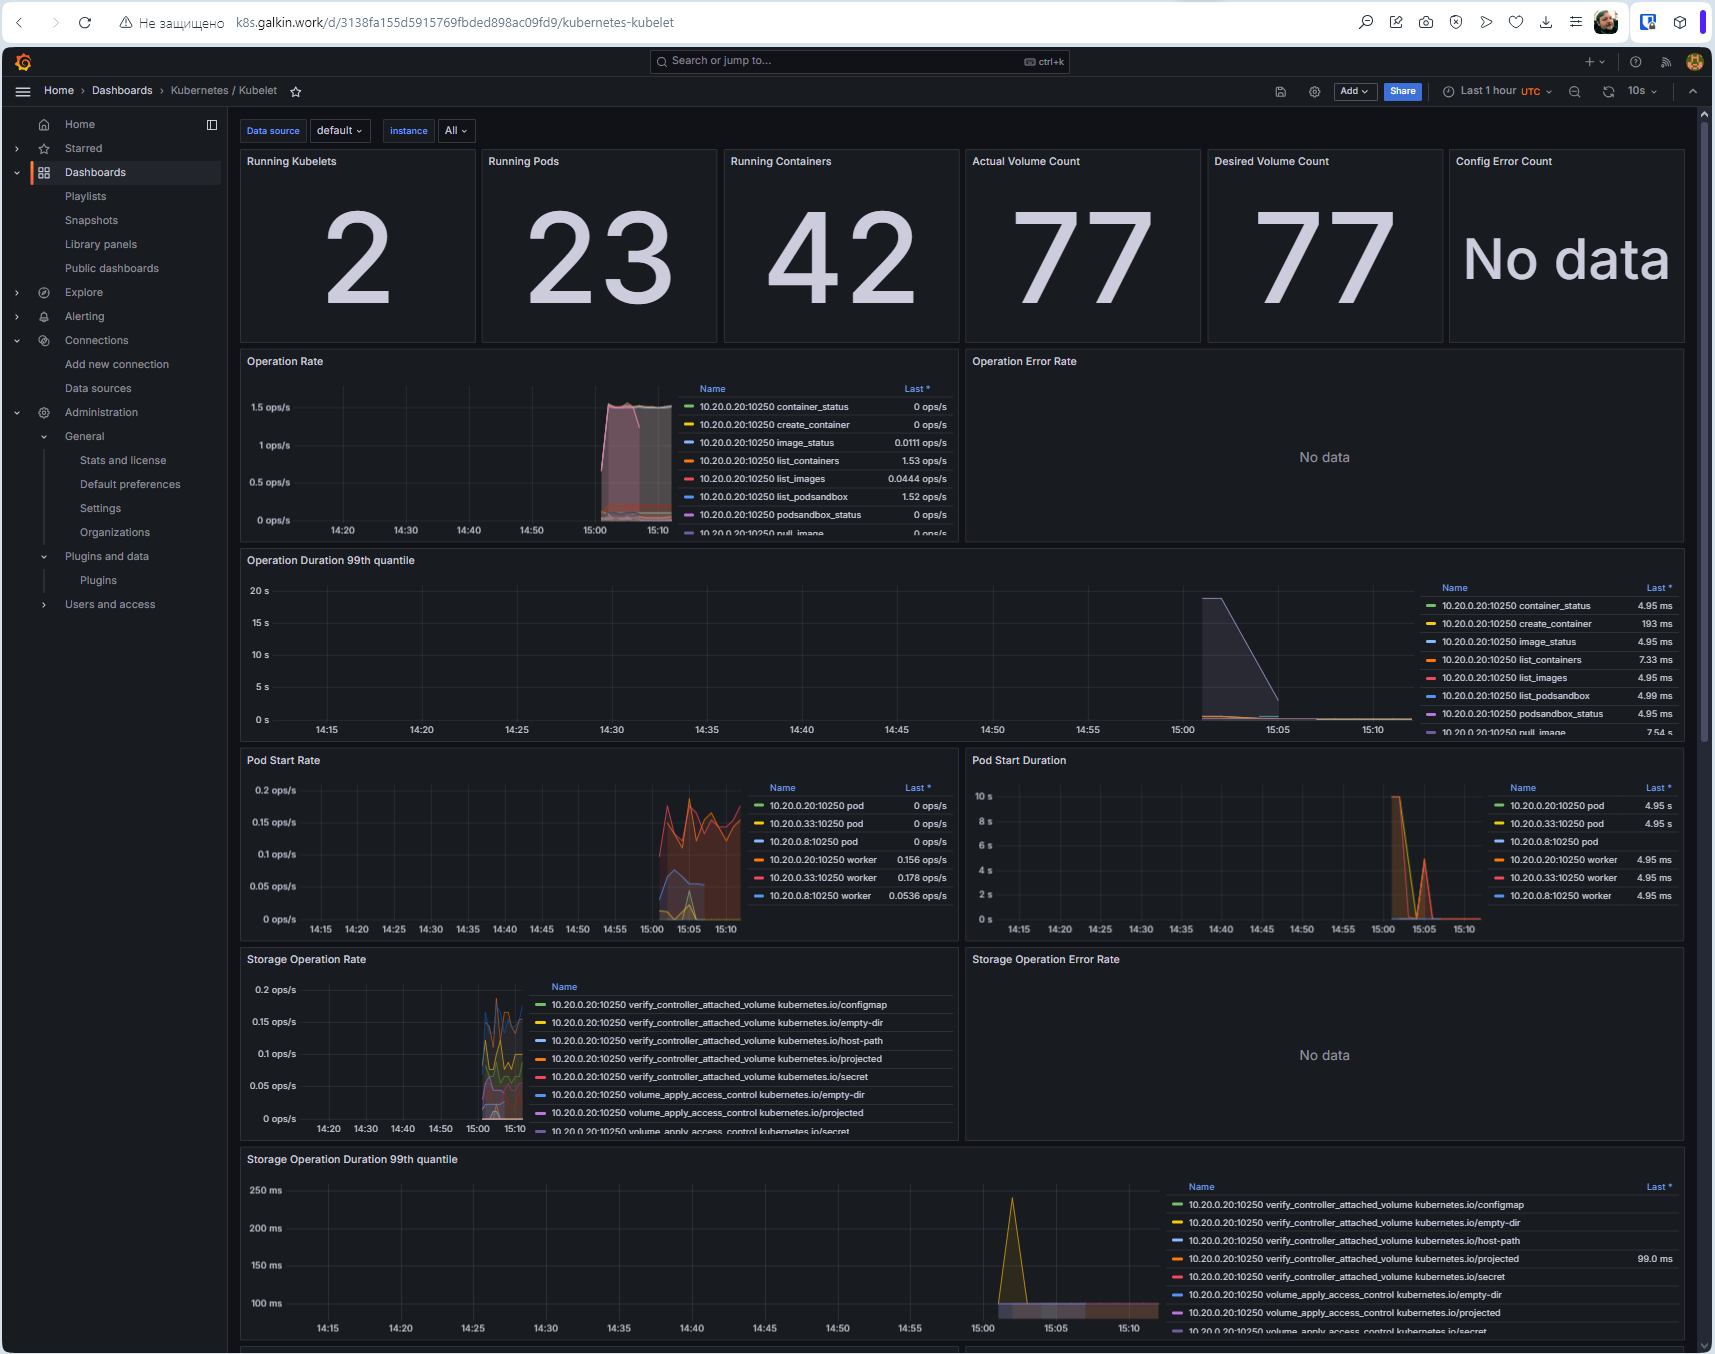 Не защищено k8s.galkin.work/d/3138fa155d5915769fbded898ac09fd9/kubernetes-kubelet
Search or jump to... ctrl+k
Home › Dashboards › Kubernetes / Kubelet Add Share Last 1 hour UTC 10s
Home
Starred
Dashboards
Playlists
Snapshots
Library panels
Public dashboards
Explore
Alerting
Connections
Add new connection
Data sources
Administration
General
Stats and license
Default preferences
Settings
Organizations
Plugins and data
Plugins
Users and access
Data source default instance All
Running Kubelets
2
Running Pods
23
Running Containers
42
Actual Volume Count
77
Desired Volume Count
77
Config Error Count
No data
Operation Rate
1.5 ops/s
1 ops/s
0.5 ops/s
0 ops/s
14:20 14:30 14:40 14:50 15:00 15:10
Name Last *
10.20.0.20:10250 container_status 0 ops/s
10.20.0.20:10250 create_container 0 ops/s
10.20.0.20:10250 image_status 0.0111 ops/s
10.20.0.20:10250 list_containers 1.53 ops/s
10.20.0.20:10250 list_images 0.0444 ops/s
10.20.0.20:10250 list_podsandbox 1.52 ops/s
10.20.0.20:10250 podsandbox_status 0 ops/s
10.20.0.20:10250 pull_image 0 ops/s
Operation Error Rate
No data
Operation Duration 99th quantile
20 s
15 s
10 s
5 s
0 s
14:15 14:20 14:25 14:30 14:35 14:40 14:45 14:50 14:55 15:00 15:05 15:10
Name Last *
10.20.0.20:10250 container_status 4.95 ms
10.20.0.20:10250 create_container 193 ms
10.20.0.20:10250 image_status 4.95 ms
10.20.0.20:10250 list_containers 7.33 ms
10.20.0.20:10250 list_images 4.95 ms
10.20.0.20:10250 list_podsandbox 4.99 ms
10.20.0.20:10250 podsandbox_status 4.95 ms
10.20.0.20:10250 pull_image 7.54 s
Pod Start Rate
0.2 ops/s
0.15 ops/s
0.1 ops/s
0.05 ops/s
0 ops/s
14:15 14:20 14:25 14:30 14:35 14:40 14:45 14:50 14:55 15:00 15:05 15:10
Name Last *
10.20.0.20:10250 pod 0 ops/s
10.20.0.33:10250 pod 0 ops/s
10.20.0.8:10250 pod 0 ops/s
10.20.0.20:10250 worker 0.156 ops/s
10.20.0.33:10250 worker 0.178 ops/s
10.20.0.8:10250 worker 0.0536 ops/s
Pod Start Duration
10 s
8 s
6 s
4 s
2 s
0 s
14:15 14:20 14:25 14:30 14:35 14:40 14:45 14:50 14:55 15:00 15:05 15:10
Name Last *
10.20.0.20:10250 pod 4.95 s
10.20.0.33:10250 pod 4.95 s
10.20.0.8:10250 pod
10.20.0.20:10250 worker 4.95 ms
10.20.0.33:10250 worker 4.95 ms
10.20.0.8:10250 worker 4.95 ms
Storage Operation Rate
0.2 ops/s
0.15 ops/s
0.1 ops/s
0.05 ops/s
0 ops/s
14:20 14:30 14:40 14:50 15:00 15:10
Name
10.20.0.20:10250 verify_controller_attached_volume kubernetes.io/configmap
10.20.0.20:10250 verify_controller_attached_volume kubernetes.io/empty-dir
10.20.0.20:10250 verify_controller_attached_volume kubernetes.io/host-path
10.20.0.20:10250 verify_controller_attached_volume kubernetes.io/projected
10.20.0.20:10250 verify_controller_attached_volume kubernetes.io/secret
10.20.0.20:10250 volume_apply_access_control kubernetes.io/empty-dir
10.20.0.20:10250 volume_apply_access_control kubernetes.io/projected
10.20.0.20:10250 volume_apply_access_control kubernetes.io/secret
Storage Operation Error Rate
No data
Storage Operation Duration 99th quantile
250 ms
200 ms
150 ms
100 ms
14:15 14:20 14:25 14:30 14:35 14:40 14:45 14:50 14:55 15:00 15:05 15:10
Name Last *
10.20.0.20:10250 verify_controller_attached_volume kubernetes.io/configmap
10.20.0.20:10250 verify_controller_attached_volume kubernetes.io/empty-dir
10.20.0.20:10250 verify_controller_attached_volume kubernetes.io/host-path
10.20.0.20:10250 verify_controller_attached_volume kubernetes.io/projected 99.0 ms
10.20.0.20:10250 verify_controller_attached_volume kubernetes.io/secret
10.20.0.20:10250 volume_apply_access_control kubernetes.io/empty-dir
10.20.0.20:10250 volume_apply_access_control kubernetes.io/projected
10.20.0.20:10250 volume_apply_access_control kubernetes.io/secret